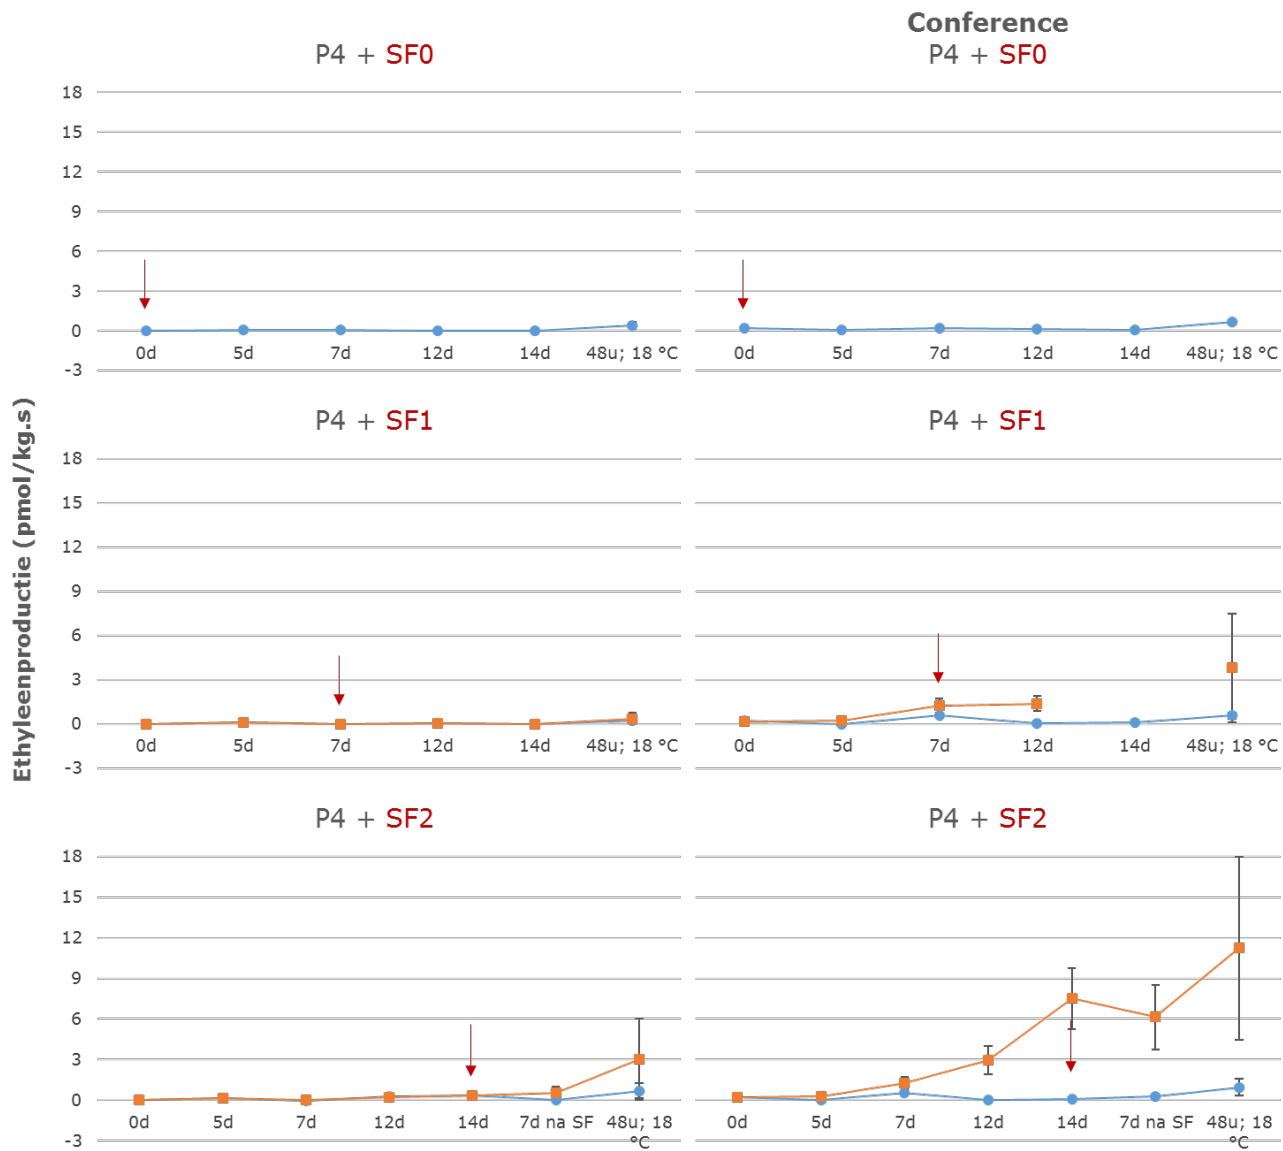 Conference
P4 + SF0
P4 + SF0
18
15
12
9
6
3
0
-3
0d 5d 7d 12d 14d 48u; 18 °C
0d 5d 7d 12d 14d 48u; 18 °C
Ethyleenproductie (pmol/kg.s)
P4 + SF1
P4 + SF1
18
15
12
9
6
3
0
-3
0d 5d 7d 12d 14d 48u; 18 °C
0d 5d 7d 12d 14d 48u; 18 °C
P4 + SF2
P4 + SF2
18
15
12
9
6
3
0
-3
0d 5d 7d 12d 14d 7d na SF 48u; 18
°C
0d 5d 7d 12d 14d 7d na SF 48u; 18
°C